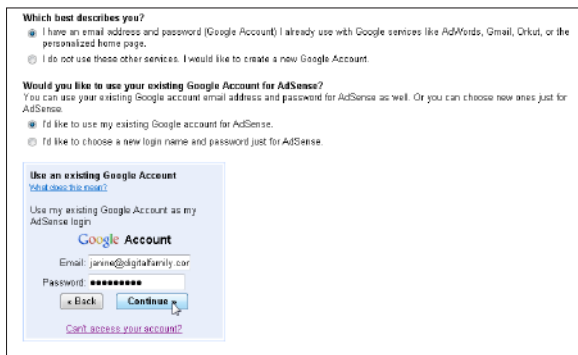 Which best describes you?
I have an email address and password (Google Account) I already use with Google services like AdWords, Gmail, Orkut, or the
personalized home page.
I do not use these other services. I would like to create a new Google Account.
Would you like to use your existing Google Account for AdSense?
You can use your existing Google account email address and password for AdSense as well. Or you can choose new ones just for
AdSense.
I'd like to use my existing Google account for AdSense.
I'd like to choose a new login name and password just for AdSense.
Use an existing Google Account
What does this mean?
Use my existing Google Account as my
AdSense login
Google Account
Email: janine@digitalfamily.cor
Password: •••••••••
« Back Continue »
Can't access your account?